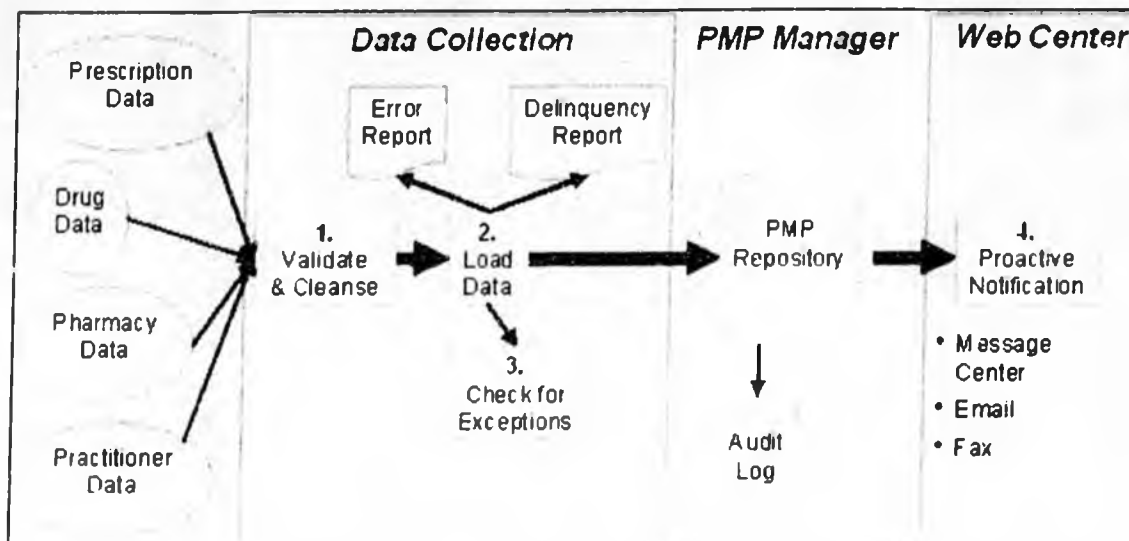 Data Collection
PMP Manager
Web Center
Prescription
Data
Drug
Data
Pharmacy
Data
Practitioner
Data
Error
Report
Delinquency
Report
1.
Validate
& Cleanse
2.
Load
Data
3.
Check for
Exceptions
PMP
Repository
Audit
Log
4.
Proactive
Notification
• Message
Center
• Email
• Fax